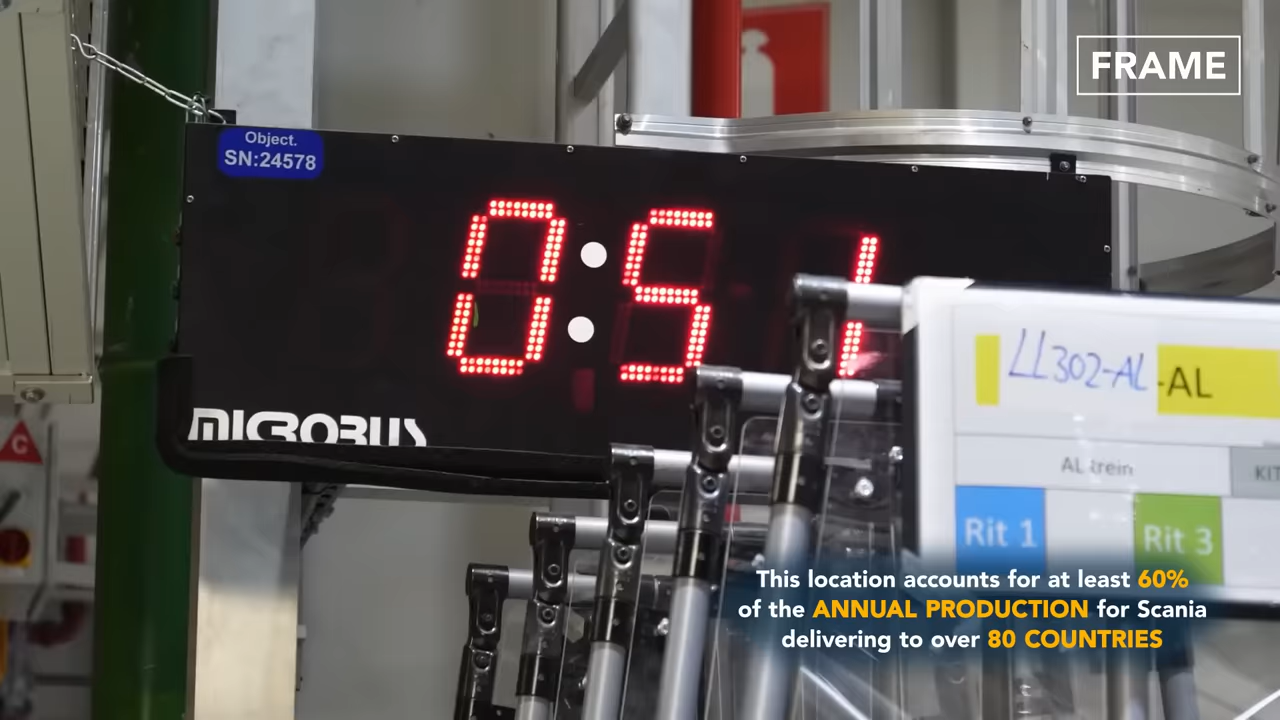 FRAME
Object.
SN:24578
0:51
MICROBUS
LL302-AL -AL
AL trein
KIT
Rit 1
Rit 3
C
This location accounts for at least 60%
of the ANNUAL PRODUCTION for Scania
delivering to over 80 COUNTRIES